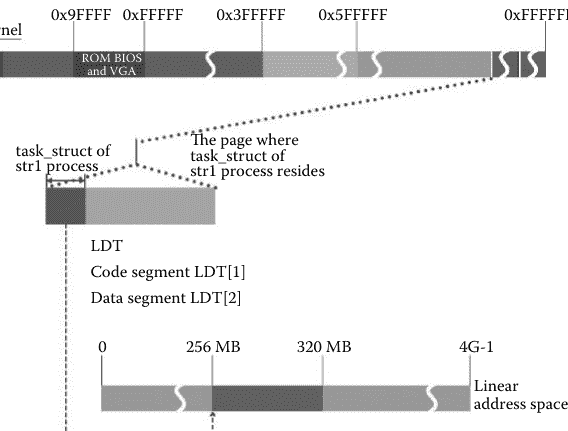 0x9FFFF 0xFFFFF 0x3FFFFF 0x5FFFFF 0xFFFFFF
rnel
ROM BIOS
and VGA
The page where
task_struct of
str1 process resides
task_struct of
str1 process
LDT
Code segment LDT[1]
Data segment LDT[2]
0 256 MB 320 MB 4G-1
Linear
address space